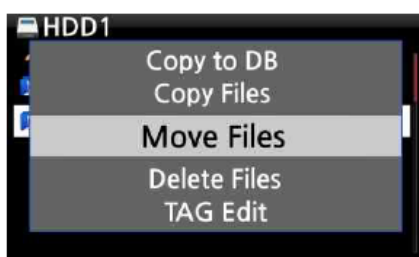 HDD1
Copy to DB
Copy Files
Move Files
Delete Files
TAG Edit